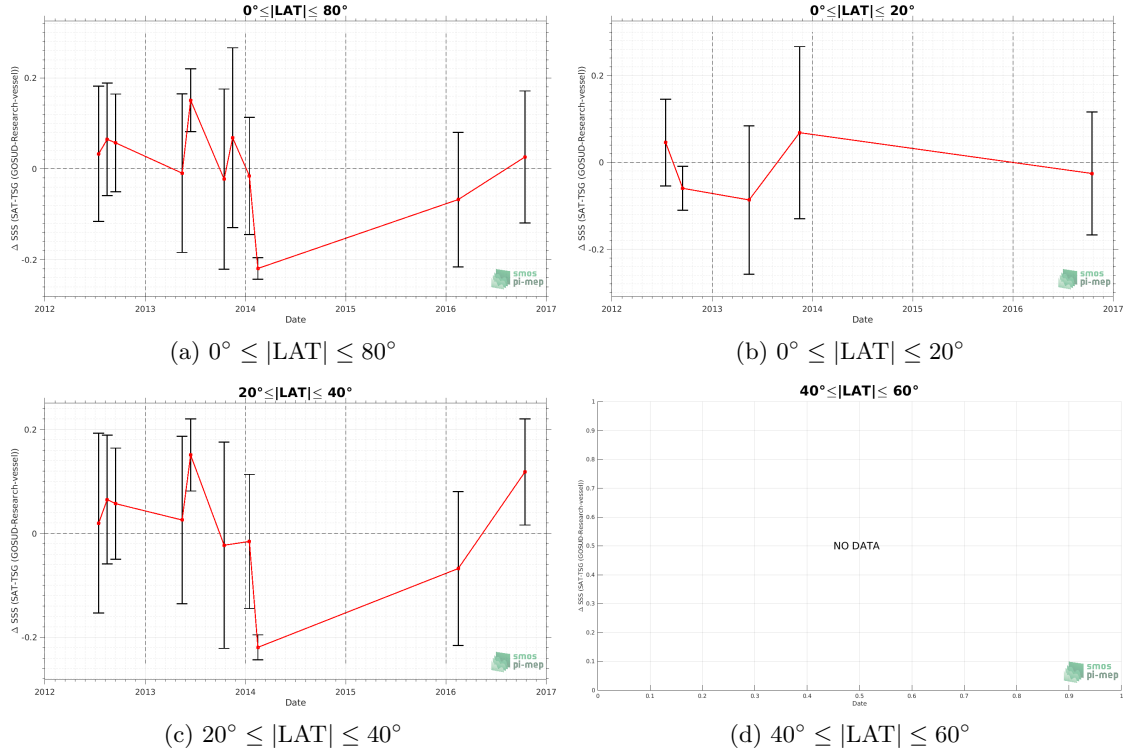 0°≤|LAT|≤ 80°
Δ SSS (SAT-TSG (GOSUD-Research-vessel))
0.2
0
-0.2
2012 2013 2014 2015 2016 2017
Date
smos
pi-mep
(a) 0° ≤ |LAT| ≤ 80°
0°≤|LAT|≤ 20°
Δ SSS (SAT-TSG (GOSUD-Research-vessel))
0.2
0
-0.2
2012 2013 2014 2015 2016 2017
Date
smos
pi-mep
(b) 0° ≤ |LAT| ≤ 20°
20°≤|LAT|≤ 40°
Δ SSS (SAT-TSG (GOSUD-Research-vessel))
0.2
0
-0.2
2012 2013 2014 2015 2016 2017
Date
smos
pi-mep
(c) 20° ≤ |LAT| ≤ 40°
40°≤|LAT|≤ 60°
Δ SSS (SAT-TSG (GOSUD-Research-vessel))
1
0.9
0.8
0.7
0.6
0.5
0.4
0.3
0.2
0.1
0
NO DATA
0 0.1 0.2 0.3 0.4 0.5 0.6 0.7 0.8 0.9 1
Date
smos
pi-mep
(d) 40° ≤ |LAT| ≤ 60°